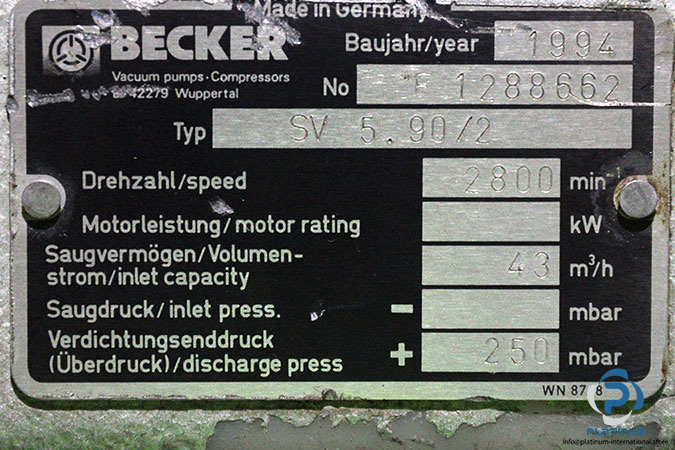 Made in Germany
BECKER
Vacuum pumps·Compressors
42279 Wuppertal
Baujahr/year 1994
No 1288662
Typ SV 5.90/2
Drehzahl/speed 2800 min⁻¹
Motorleistung/motor rating kW
Saugvermögen/Volumen-
strom/inlet capacity 43 m³/h
Saugdruck/inlet press. − mbar
Verdichtungsenddruck
(Überdruck)/discharge press + 250 mbar
WN 87
PLATINUM
info@platinum-international.store